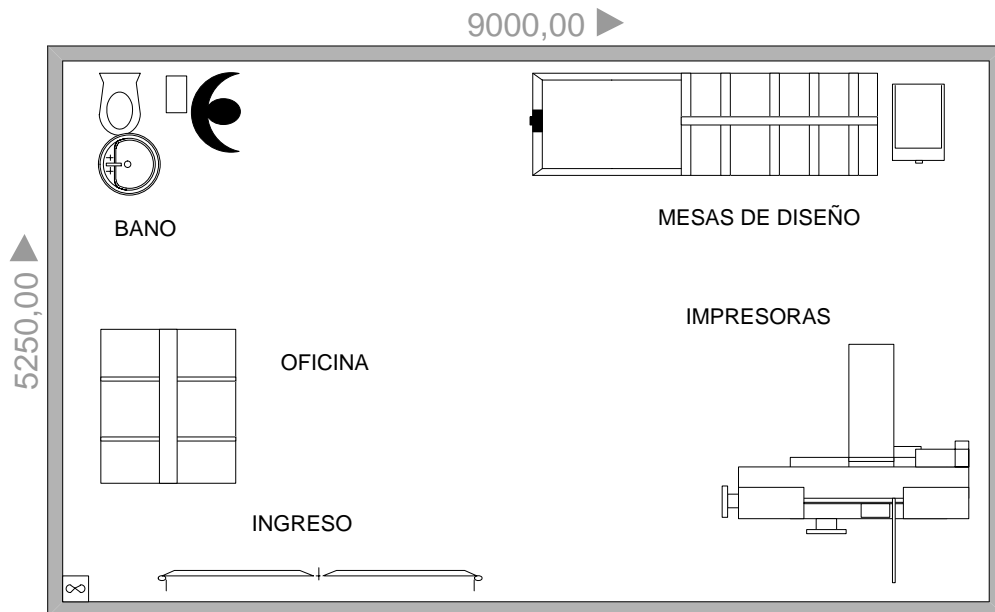 9000,00
BANO
MESAS DE DISEÑO
5250,00
IMPRESORAS
OFICINA
INGRESO